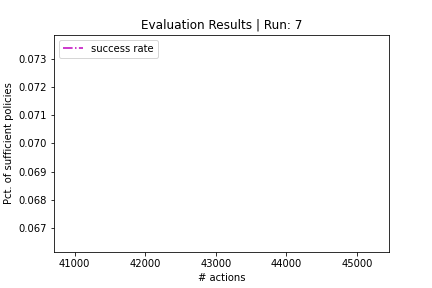 Evaluation Results | Run: 7
success rate
Pct. of sufficient policies
0.073
0.072
0.071
0.070
0.069
0.068
0.067
41000 42000 43000 44000 45000
# actions